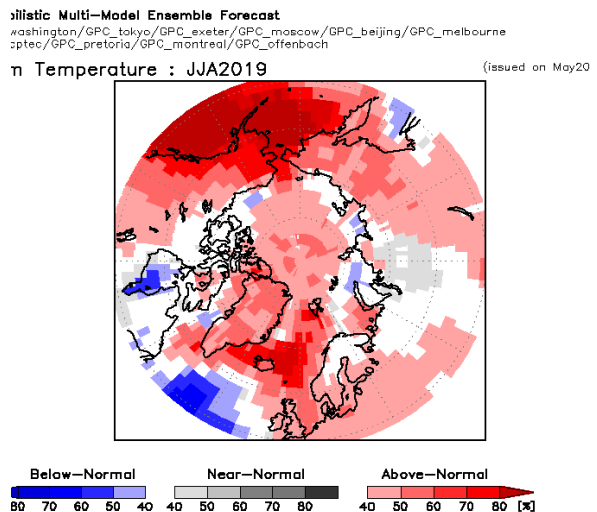 bilistic Multi-Model Ensemble Forecast
washington/GPC_tokyo/GPC_exeter/GPC_moscow/GPC_beijing/GPC_melbourne
cptec/GPC_pretoria/GPC_montreal/GPC_offenbach
m Temperature : JJA2019
(issued on May20
Below-Normal Near-Normal Above-Normal
80 70 60 50 40 40 50 60 70 80 40 50 60 70 80 [%]